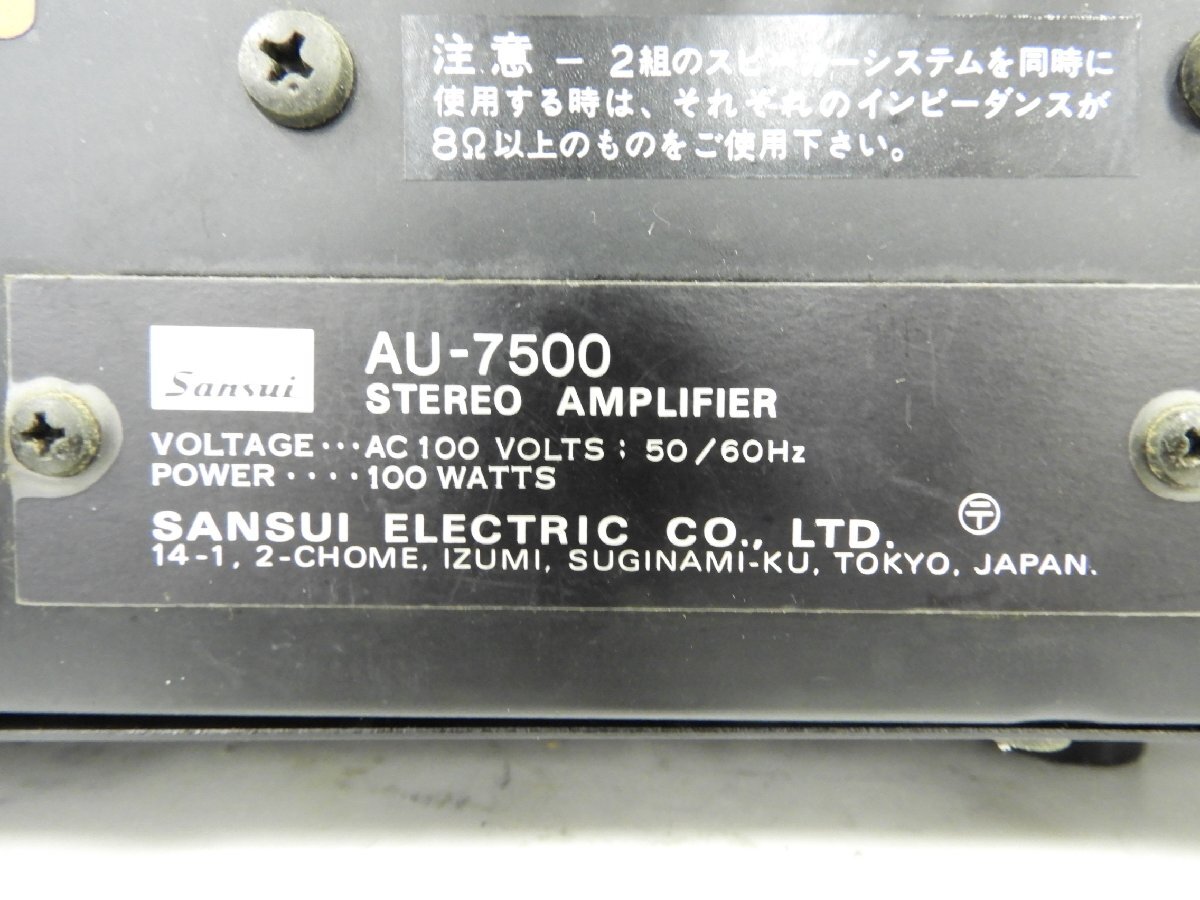 注意 － 2組のスピーカーシステムを同時に
使用する時は、それぞれのインピーダンスが
8Ω以上のものをご使用下さい。
Sansui
AU-7500
STEREO AMPLIFIER
VOLTAGE・・・AC 100 VOLTS : 50/60Hz
POWER・・・・100 WATTS
SANSUI ELECTRIC CO., LTD. 〶
14-1, 2-CHOME, IZUMI, SUGINAMI-KU, TOKYO, JAPAN.